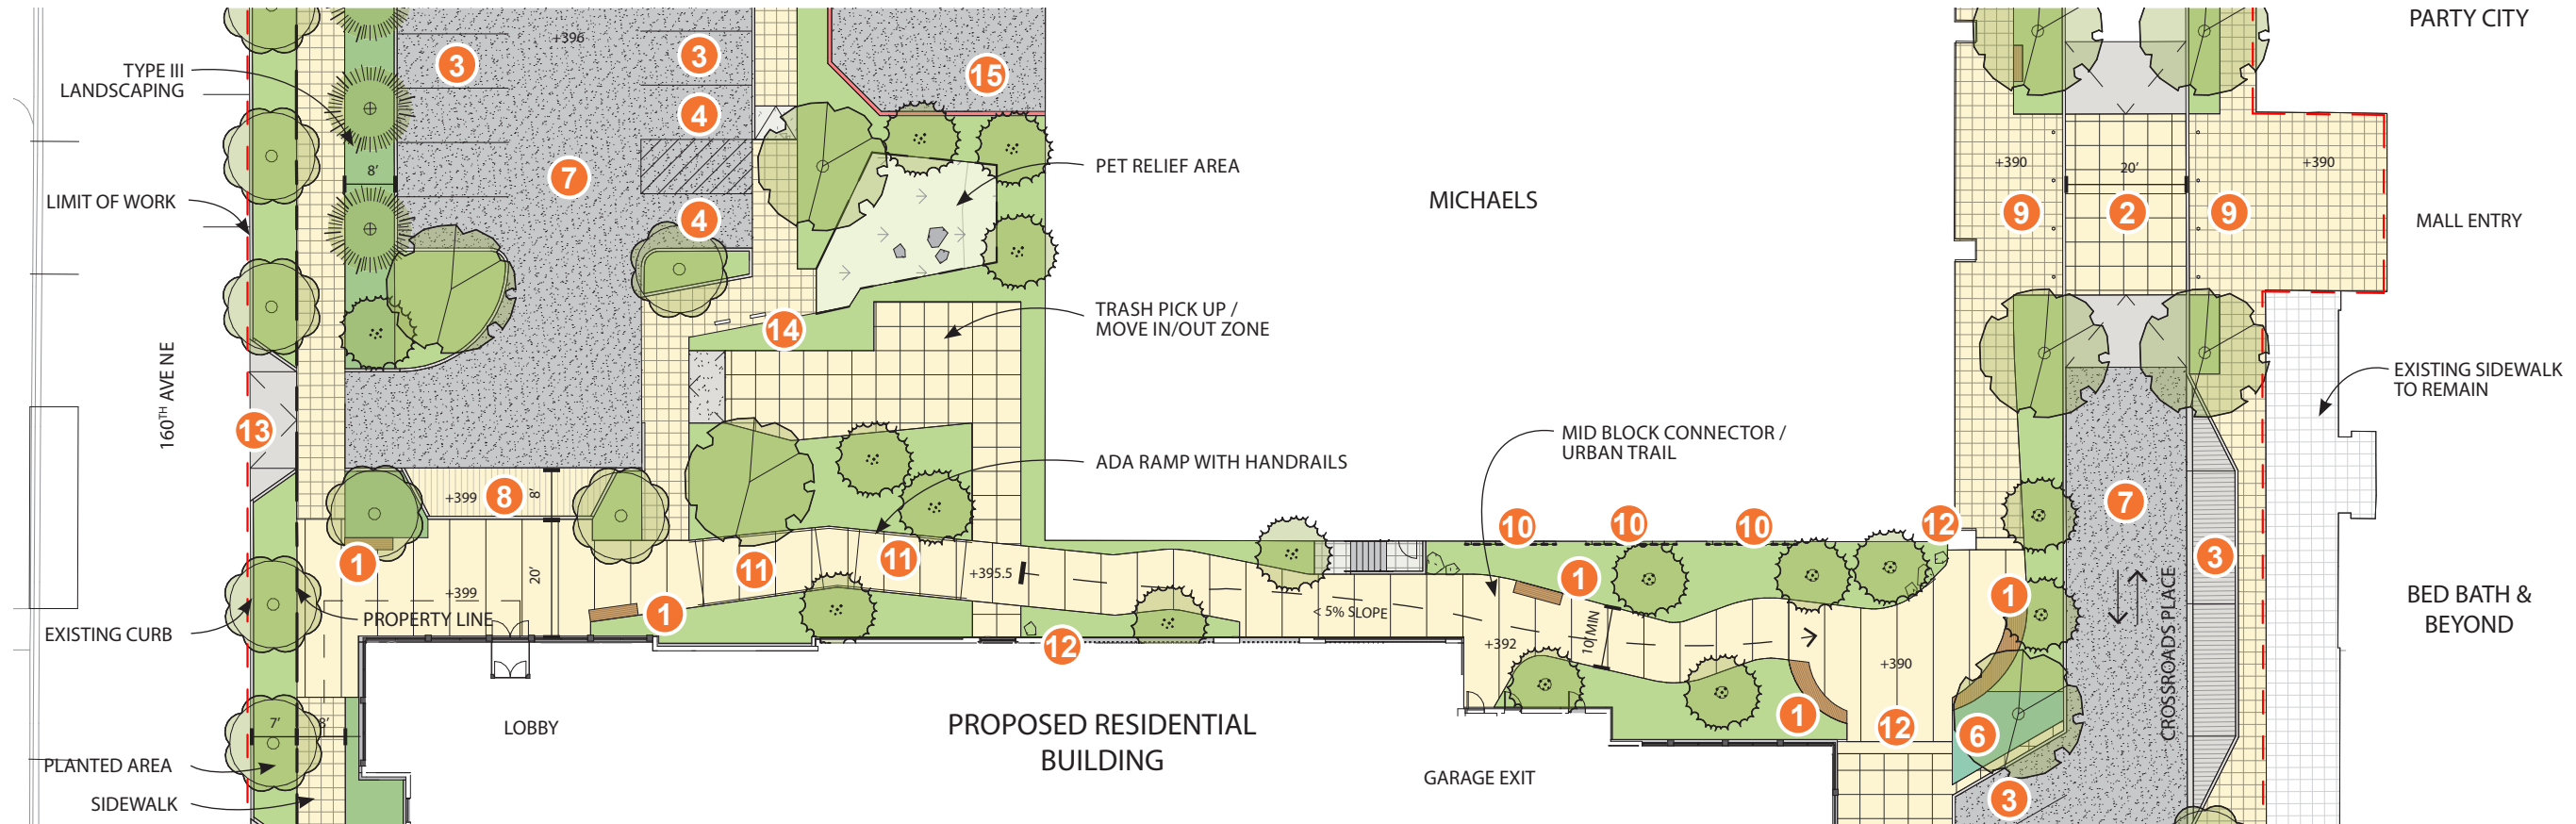 PARTY CITY
+396
3
3
15
TYPE III
LANDSCAPING
4
PET RELIEF AREA
+390
20'
+390
8'
7
MICHAELS
LIMIT OF WORK
4
9
2
9
MALL ENTRY
TRASH PICK UP /
MOVE IN/OUT ZONE
14
160TH AVE NE
EXISTING SIDEWALK
TO REMAIN
13
MID BLOCK CONNECTOR /
URBAN TRAIL
ADA RAMP WITH HANDRAILS
+399
8
8'
7
10
10
10
12
3
1
11
11
+395.5
20'
1
1
+399
PROPERTY LINE
1
< 5% SLOPE
10' MIN
CROSSROADS PLACE
BED BATH &
BEYOND
EXISTING CURB
12
+392
+390
LOBBY
PROPOSED RESIDENTIAL
BUILDING
7'
8'
1
12
6
PLANTED AREA
GARAGE EXIT
SIDEWALK
3